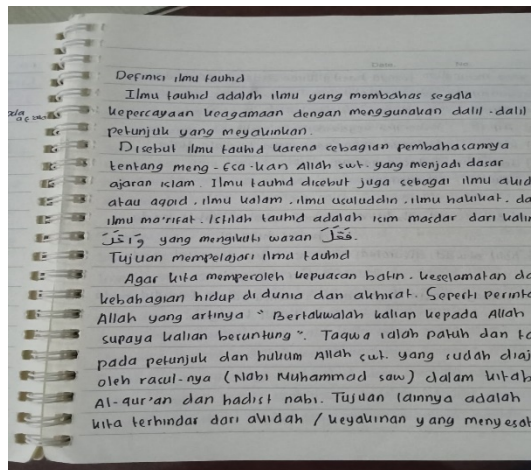 Definisi ilmu tauhid
Ilmu tauhid adalah ilmu yang membahas segala
kepercayaan keagamaan dengan menggunakan dalil-dalil
petunjuk yang meyakinkan.
Disebut ilmu tauhid karena sebagian pembahasannya
tentang meng-Esa-kan Allah swt. yang menjadi dasar
ajaran islam. Ilmu tauhid disebut juga sebagai ilmu akid
atau aqoid, ilmu kalam, ilmu usuluddin, ilmu hakikat, da
ilmu ma'rifat. Istilah tauhid adalah isim masdar dari kalim
yang mengikuti wazan فَعَّلَ.
Tujuan mempelajari ilmu tauhid
Agar kita memperoleh kepuasan batin, keselamatan da
kebahagian hidup di dunia dan akhirat. Seperti perinta
Allah yang artinya "Bertakwalah kalian kepada Allah
supaya kalian beruntung". Taqwa ialah patuh dan ta
pada petunjuk dan hukum Allah swt. yang sudah diaj
oleh rasul-nya (Nabi Muhammad saw) dalam kitab
Al-qur'an dan hadist nabi. Tujuan lainnya adalah
kita terhindar dari akidah / keyakinan yang menyesat